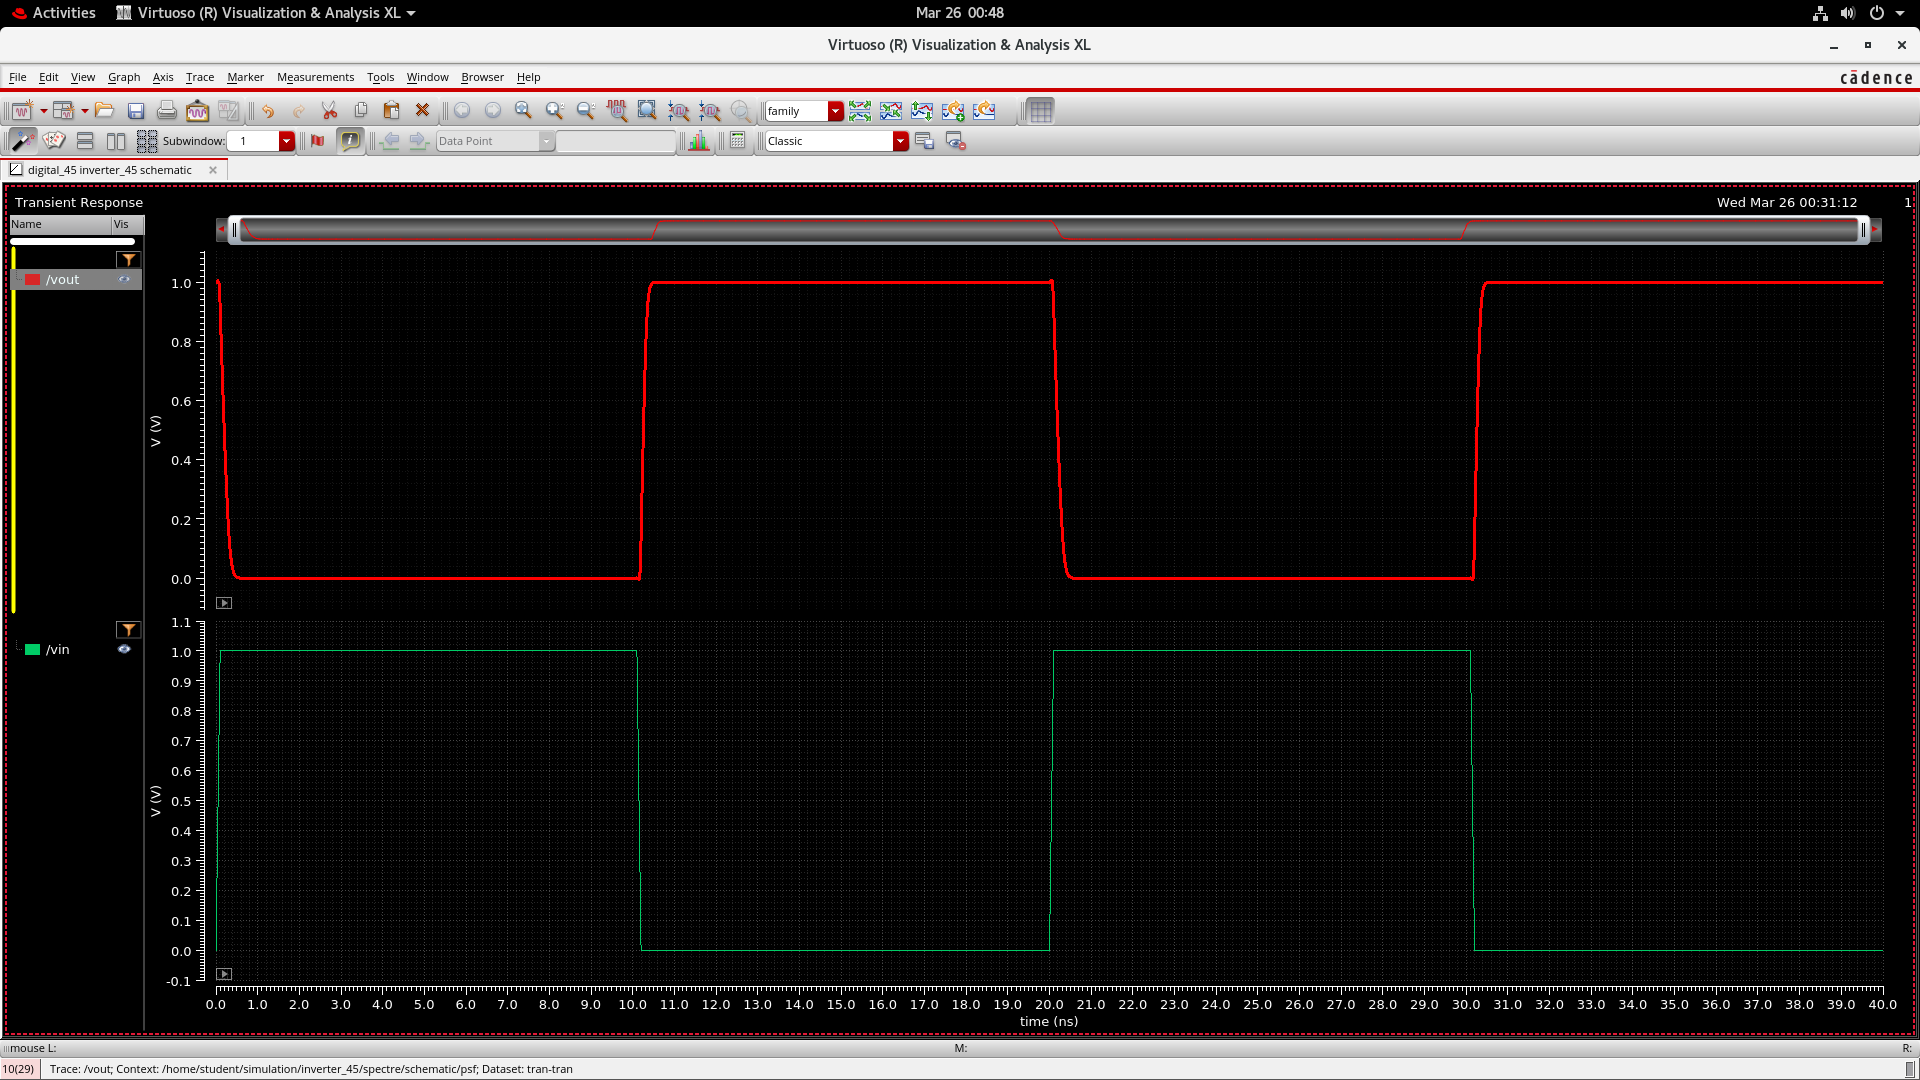 Activities Virtuoso (R) Visualization & Analysis XL Mar 26 00:48
Virtuoso (R) Visualization & Analysis XL
File Edit View Graph Axis Trace Marker Measurements Tools Window Browser Help cādence
family
Subwindow: 1 Data Point Classic
digital_45 inverter_45 schematic
Transient Response Wed Mar 26 00:31:12 1
Name Vis
/vout
1.0
0.8
0.6
0.4
0.2
0.0
V (V)
/vin
1.1
1.0
0.9
0.8
0.7
0.6
0.5
0.4
0.3
0.2
0.1
0.0
-0.1
V (V)
0.0 1.0 2.0 3.0 4.0 5.0 6.0 7.0 8.0 9.0 10.0 11.0 12.0 13.0 14.0 15.0 16.0 17.0 18.0 19.0 20.0 21.0 22.0 23.0 24.0 25.0 26.0 27.0 28.0 29.0 30.0 31.0 32.0 33.0 34.0 35.0 36.0 37.0 38.0 39.0 40.0
time (ns)
mouse L: M: R:
10(29) Trace: /vout; Context: /home/student/simulation/inverter_45/spectre/schematic/psf; Dataset: tran-tran